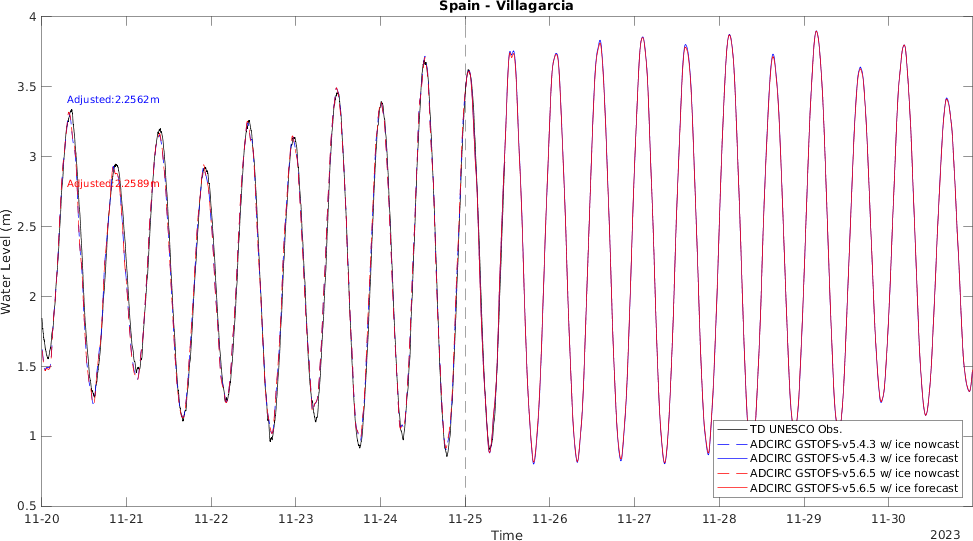 Spain - Villagarcia
4
3.5
3
2.5
2
1.5
1
0.5
Water Level (m)
Adjusted:2.2562m
Adjusted:2.2589m
TD UNESCO Obs.
ADCIRC GSTOFS-v5.4.3 w/ ice nowcast
ADCIRC GSTOFS-v5.4.3 w/ ice forecast
ADCIRC GSTOFS-v5.6.5 w/ ice nowcast
ADCIRC GSTOFS-v5.6.5 w/ ice forecast
11-20 11-21 11-22 11-23 11-24 11-25 11-26 11-27 11-28 11-29 11-30
Time
2023